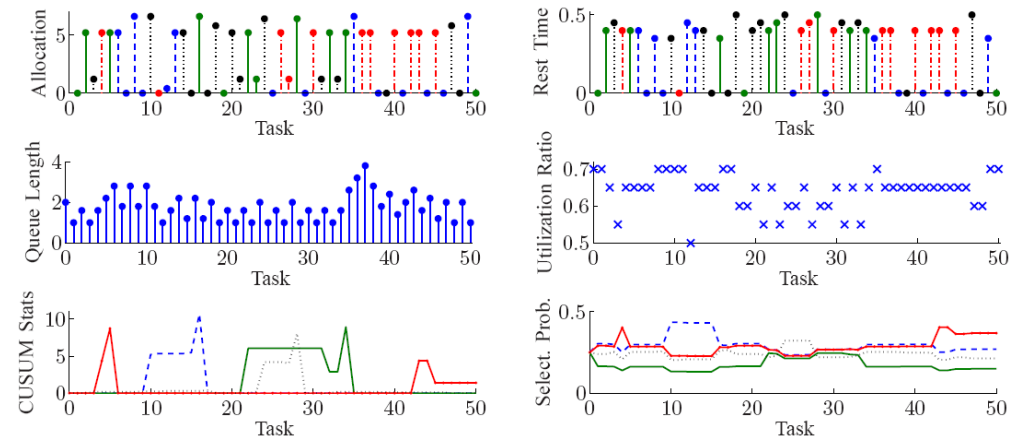 Allocation
5
0
0 10 20 30 40 50
Task
Rest Time
0.5
0
0 10 20 30 40 50
Task
Queue Length
4
2
0
0 10 20 30 40 50
Task
Utilization Ratio
0.7
0.6
0.5
0 10 20 30 40 50
Task
CUSUM Stats
10
5
0
0 10 20 30 40 50
Task
Select. Prob.
0.5
0
0 10 20 30 40 50
Task